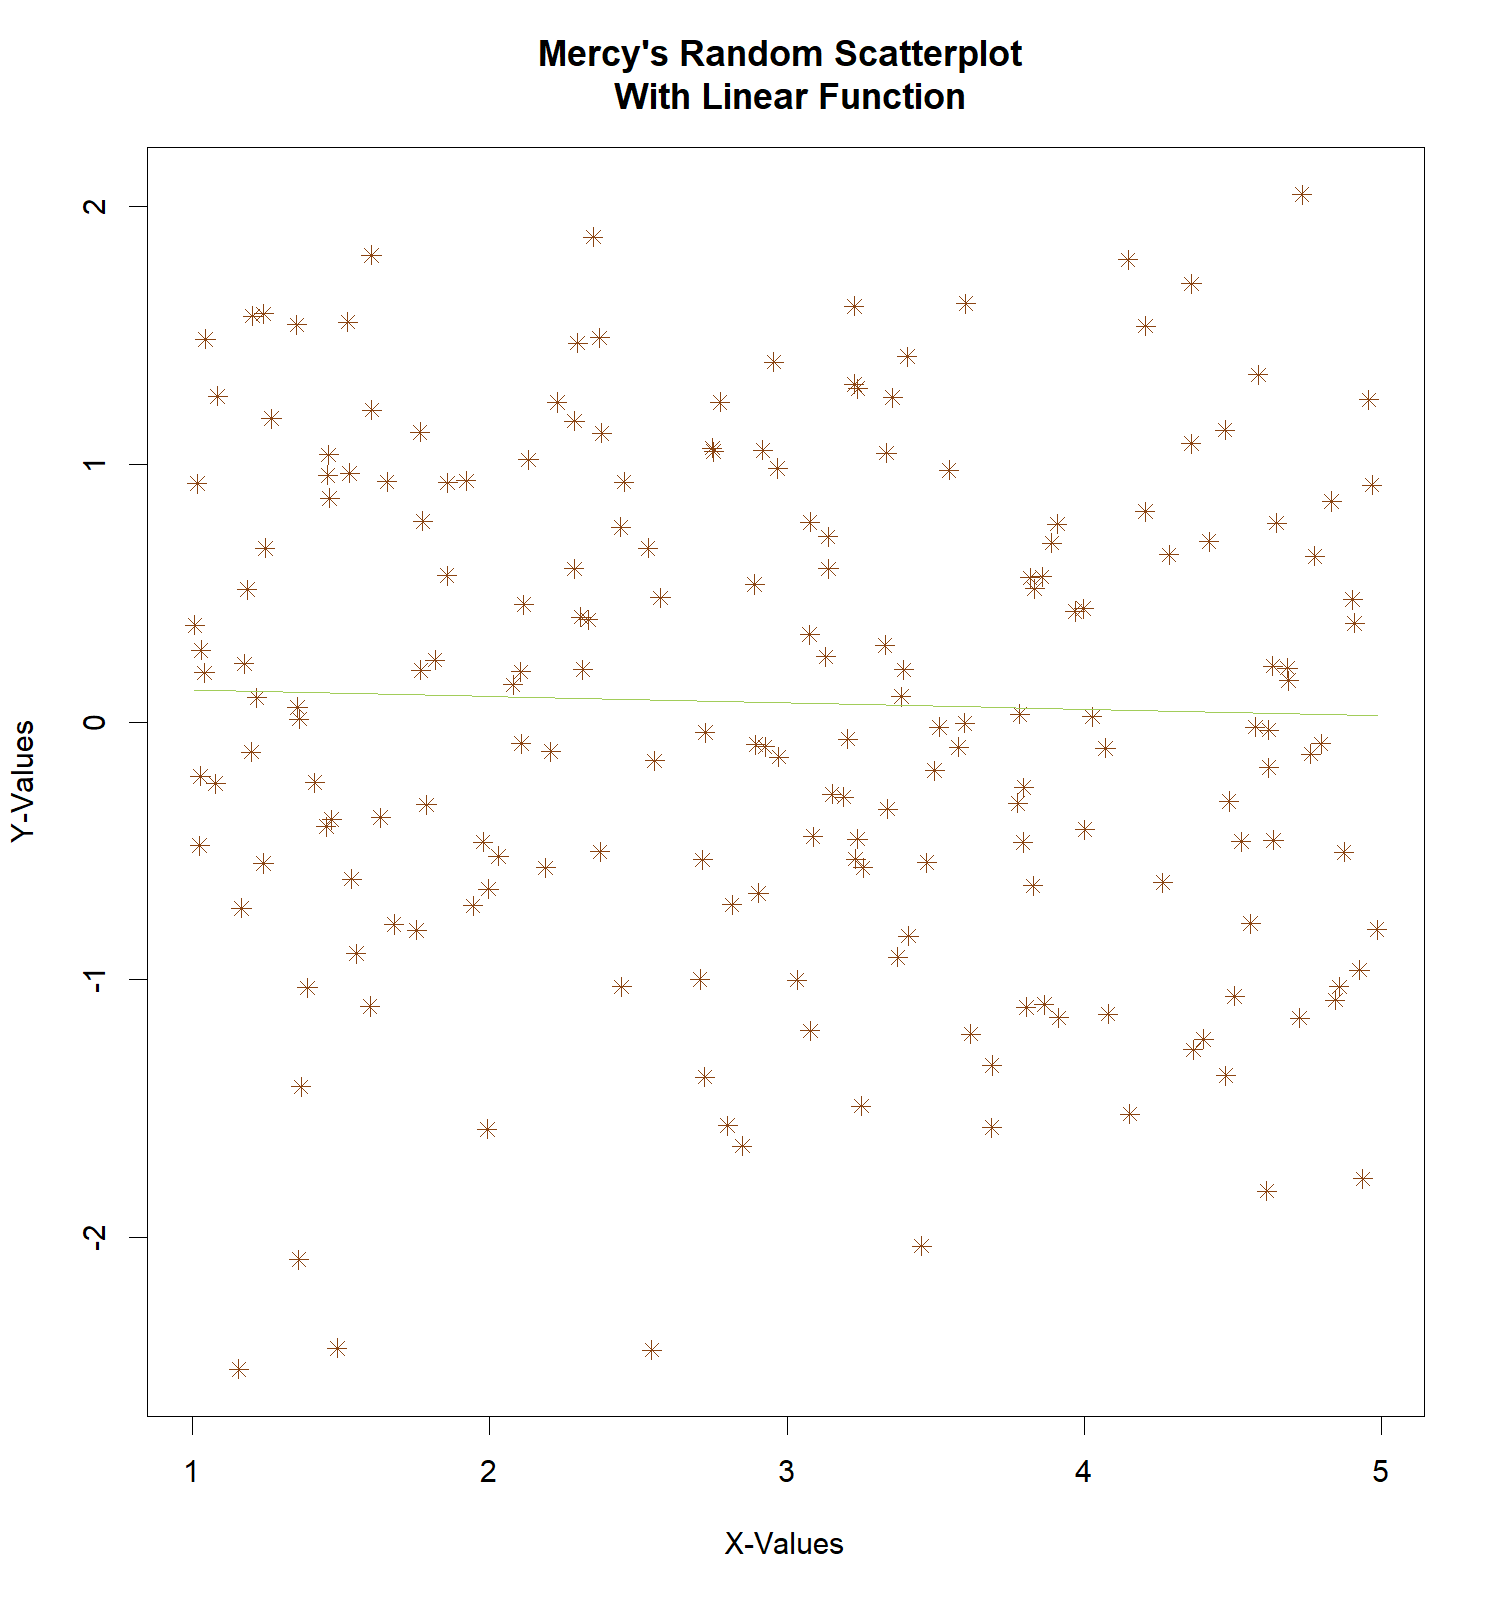 Mercy's Random Scatterplot
With Linear Function
2
1
0
-1
-2
Y-Values
1 2 3 4 5
X-Values